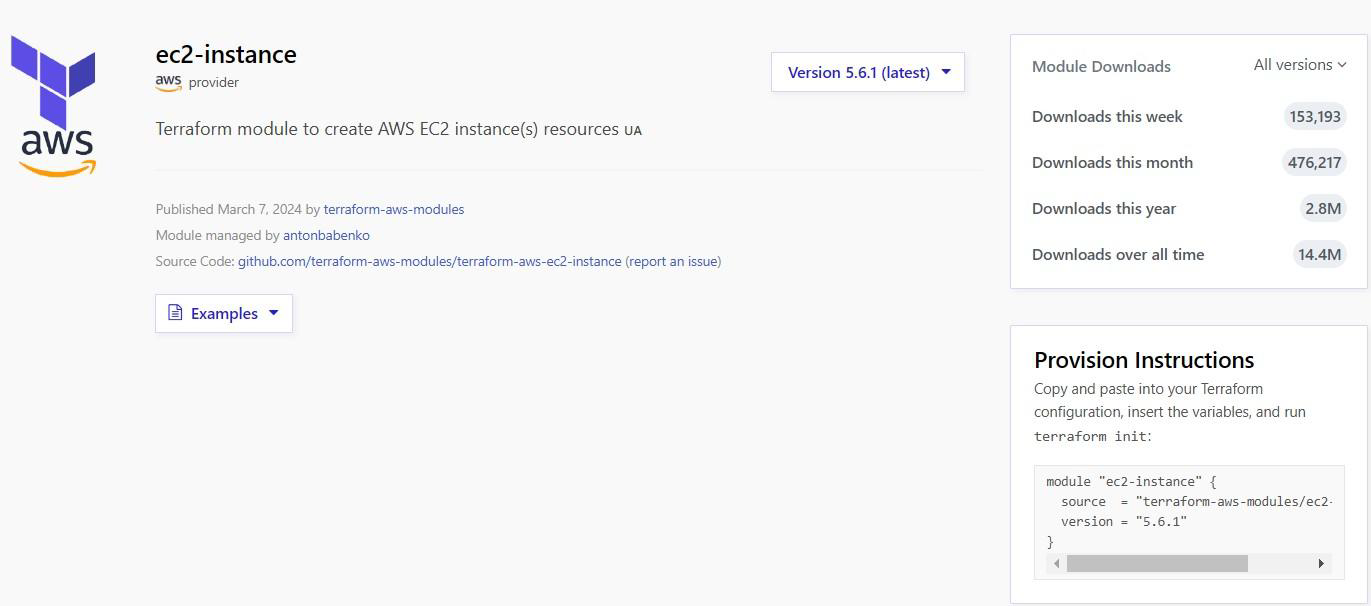 aws
ec2-instance
aws provider
Version 5.6.1 (latest)
Terraform module to create AWS EC2 instance(s) resources UA
Published March 7, 2024 by terraform-aws-modules
Module managed by antonbabenko
Source Code: github.com/terraform-aws-modules/terraform-aws-ec2-instance (report an issue)
Examples
Module Downloads
All versions
Downloads this week 153,193
Downloads this month 476,217
Downloads this year 2.8M
Downloads over all time 14.4M
Provision Instructions
Copy and paste into your Terraform
configuration, insert the variables, and run
terraform init:
module "ec2-instance" {
  source  = "terraform-aws-modules/ec2-
  version = "5.6.1"
}